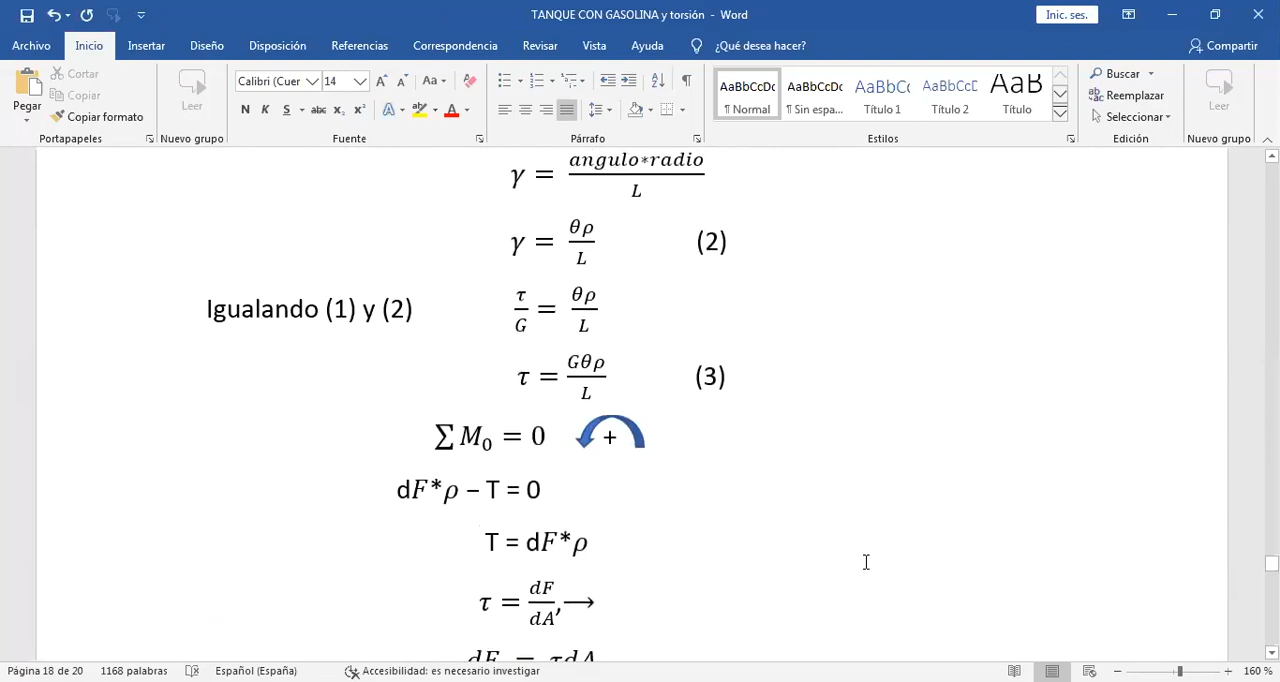 TANQUE CON GASOLINA y torsión - Word
Inic. ses.
Archivo Inicio Insertar Diseño Disposición Referencias Correspondencia Revisar Vista Ayuda ¿Qué desea hacer? Compartir
Pegar
Cortar
Copiar
Copiar formato
Leer
Calibri (Cuer 14
Aa
N K S abc x₂ x²
A A
AaBbCcDc AaBbCcDc AaBbCc AaBbCcD AaB
¶ Normal ¶ Sin espa... Título 1 Título 2 Título
Buscar
Reemplazar
Seleccionar
Leer
Portapapeles Nuevo grupo Fuente Párrafo Estilos Edición Nuevo grupo
γ = angulo*radio / L
γ = θρ / L (2)
Igualando (1) y (2) τ / G = θρ / L
τ = Gθρ / L (3)
∑ M₀ = 0 +
dF*ρ – T = 0
T = dF*ρ
τ = dF / dA, →
dF = τdA
Página 18 de 20 1168 palabras Español (España) Accesibilidad: es necesario investigar 160 %